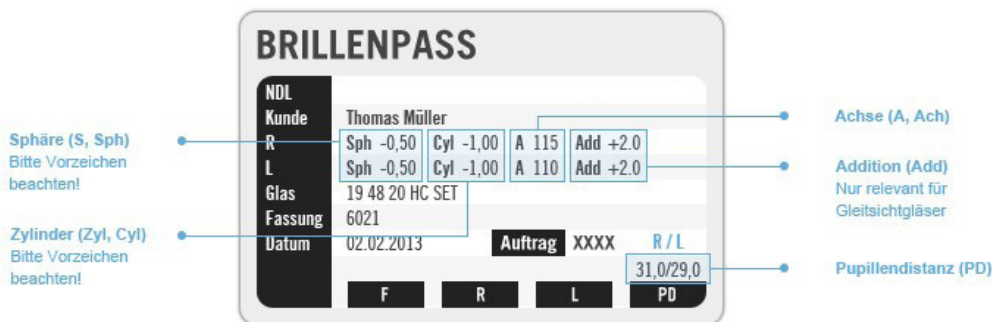 BRILLENPASS
NDL
Kunde Thomas Müller
R Sph -0,50 Cyl -1,00 A 115 Add +2.0
L Sph -0,50 Cyl -1,00 A 110 Add +2.0
Glas 19 48 20 HC SET
Fassung 6021
Datum 02.02.2013 Auftrag XXXX R / L
31,0/29,0
F R L PD
Sphäre (S, Sph)
Bitte Vorzeichen
beachten!
Zylinder (Zyl, Cyl)
Bitte Vorzeichen
beachten!
Achse (A, Ach)
Addition (Add)
Nur relevant für
Gleitsichtgläser
Pupillendistanz (PD)